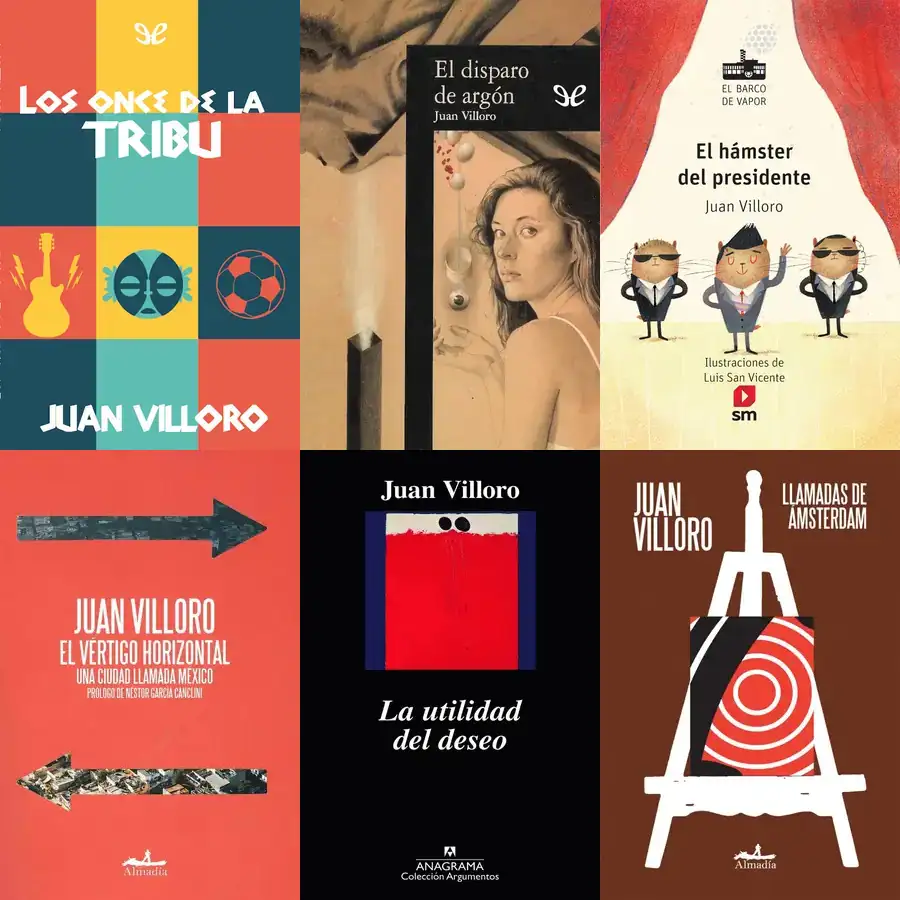 LOS ONCE DE LA
TRIBU
JUAN VILLORO
El disparo
de argón
Juan Villoro
EL BARCO
DE VAPOR
El hámster
del presidente
Juan Villoro
Ilustraciones de
Luis San Vicente
sm
JUAN VILLORO
EL VÉRTIGO HORIZONTAL
UNA CIUDAD LLAMADA MÉXICO
PRÓLOGO DE NÉSTOR GARCÍA CANCLINI
Almadía
Juan Villoro
La utilidad
del deseo
ANAGRAMA
Colección Argumentos
JUAN
VILLORO
LLAMADAS DE
ÁMSTERDAM
Almadía